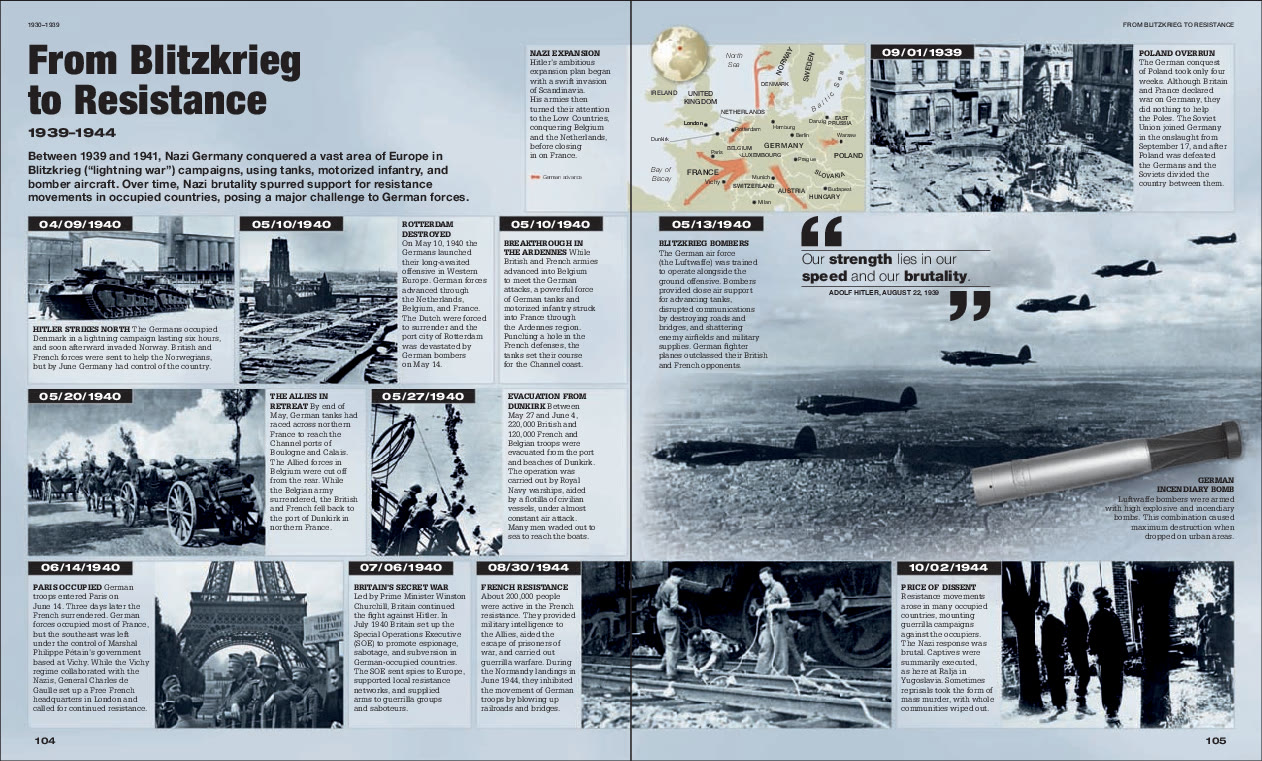 1930–1939
FROM BLITZKRIEG TO RESISTANCE
From Blitzkrieg
to Resistance
1939–1944
Between 1939 and 1941, Nazi Germany conquered a vast area of Europe in
Blitzkrieg (“lightning war”) campaigns, using tanks, motorized infantry, and
bomber aircraft. Over time, Nazi brutality spurred support for resistance
movements in occupied countries, posing a major challenge to German forces.
NAZI EXPANSION
Hitler's ambitious
expansion plan began
with a swift invasion
of Scandinavia.
His armies then
turned their attention
to the Low Countries,
conquering Belgium
and the Netherlands,
before closing
in on France.
German advance
North
Sea
NORWAY
SWEDEN
DENMARK
Baltic Sea
IRELAND
UNITED
KINGDOM
NETHERLANDS
London
Rotterdam
Hamburg
Danzig
EAST
PRUSSIA
Dunkirk
Berlin
Warsaw
BELGIUM
GERMANY
Paris
LUXEMBOURG
Prague
POLAND
Bay of
Biscay
FRANCE
Vichy
Munich
SLOVAKIA
SWITZERLAND
AUSTRIA
Budapest
HUNGARY
Milan
09/01/1939
POLAND OVERRUN
The German conquest
of Poland took only four
weeks. Although Britain
and France declared
war on Germany, they
did nothing to help
the Poles. The Soviet
Union joined Germany
in the onslaught from
September 17, and after
Poland was defeated
the Germans and the
Soviets divided the
country between them.
04/09/1940
HITLER STRIKES NORTH The Germans occupied
Denmark in a lightning campaign lasting six hours,
and soon afterward invaded Norway. British and
French forces were sent to help the Norwegians,
but by June Germany had control of the country.
05/10/1940
ROTTERDAM
DESTROYED
On May 10, 1940 the
Germans launched
their long-awaited
offensive in Western
Europe. German forces
advanced through
the Netherlands,
Belgium, and France.
The Dutch were forced
to surrender and the
port city of Rotterdam
was devastated by
German bombers
on May 14.
05/10/1940
BREAKTHROUGH IN
THE ARDENNES While
British and French armies
advanced into Belgium
to meet the German
attacks, a powerful force
of German tanks and
motorized infantry struck
into France through
the Ardennes region.
Punching a hole in the
French defenses, the
tanks set their course
for the Channel coast.
05/13/1940
BLITZKRIEG BOMBERS
The German air force
(the Luftwaffe) was trained
to operate alongside the
ground offensive. Bombers
provided close air support
for advancing tanks,
disrupted communications
by destroying roads and
bridges, and shattering
enemy airfields and military
supplies. German fighter
planes outclassed their British
and French opponents.
“
Our strength lies in our
speed and our brutality.
ADOLF HITLER, AUGUST 22, 1939
”
05/20/1940
THE ALLIES IN
RETREAT By end of
May, German tanks had
raced across northern
France to reach the
Channel ports of
Boulogne and Calais.
The Allied forces in
Belgium were cut off
from the rear. While
the Belgian army
surrendered, the British
and French fell back to
the port of Dunkirk in
northern France.
05/27/1940
EVACUATION FROM
DUNKIRK Between
May 27 and June 4,
220,000 British and
120,000 French and
Belgian troops were
evacuated from the port
and beaches of Dunkirk.
The operation was
carried out by Royal
Navy warships, aided
by a flotilla of civilian
vessels, under almost
constant air attack.
Many men waded out to
sea to reach the boats.
GERMAN
INCENDIARY BOMB
Luftwaffe bombers were armed
with high explosive and incendiary
bombs. This combination caused
maximum destruction when
dropped on urban areas.
06/14/1940
PARIS OCCUPIED German
troops entered Paris on
June 14. Three days later the
French surrendered. German
forces occupied most of France,
but the southeast was left
under the control of Marshal
Philippe Pétain's government
based at Vichy. While the Vichy
regime collaborated with the
Nazis, General Charles de
Gaulle set up a Free French
headquarters in London and
called for continued resistance.
07/06/1940
BRITAIN'S SECRET WAR
Led by Prime Minister Winston
Churchill, Britain continued
the fight against Hitler. In
July 1940 Britain set up the
Special Operations Executive
(SOE) to promote espionage,
sabotage, and subversion in
German-occupied countries.
The SOE sent spies to Europe,
supported local resistance
networks, and supplied
arms to guerrilla groups
and saboteurs.
08/30/1944
FRENCH RESISTANCE
About 200,000 people
were active in the French
resistance. They provided
military intelligence to
the Allies, aided the
escape of prisoners of
war, and carried out
guerrilla warfare. During
the Normandy landings in
June 1944, they inhibited
the movement of German
troops by blowing up
railroads and bridges.
10/02/1944
PRICE OF DISSENT
Resistance movements
arose in many occupied
countries, mounting
guerrilla campaigns
against the occupiers.
The Nazi response was
brutal. Captives were
summarily executed,
as here at Ralja in
Yugoslavia. Sometimes
reprisals took the form of
mass murder, with whole
communities wiped out.
104
105